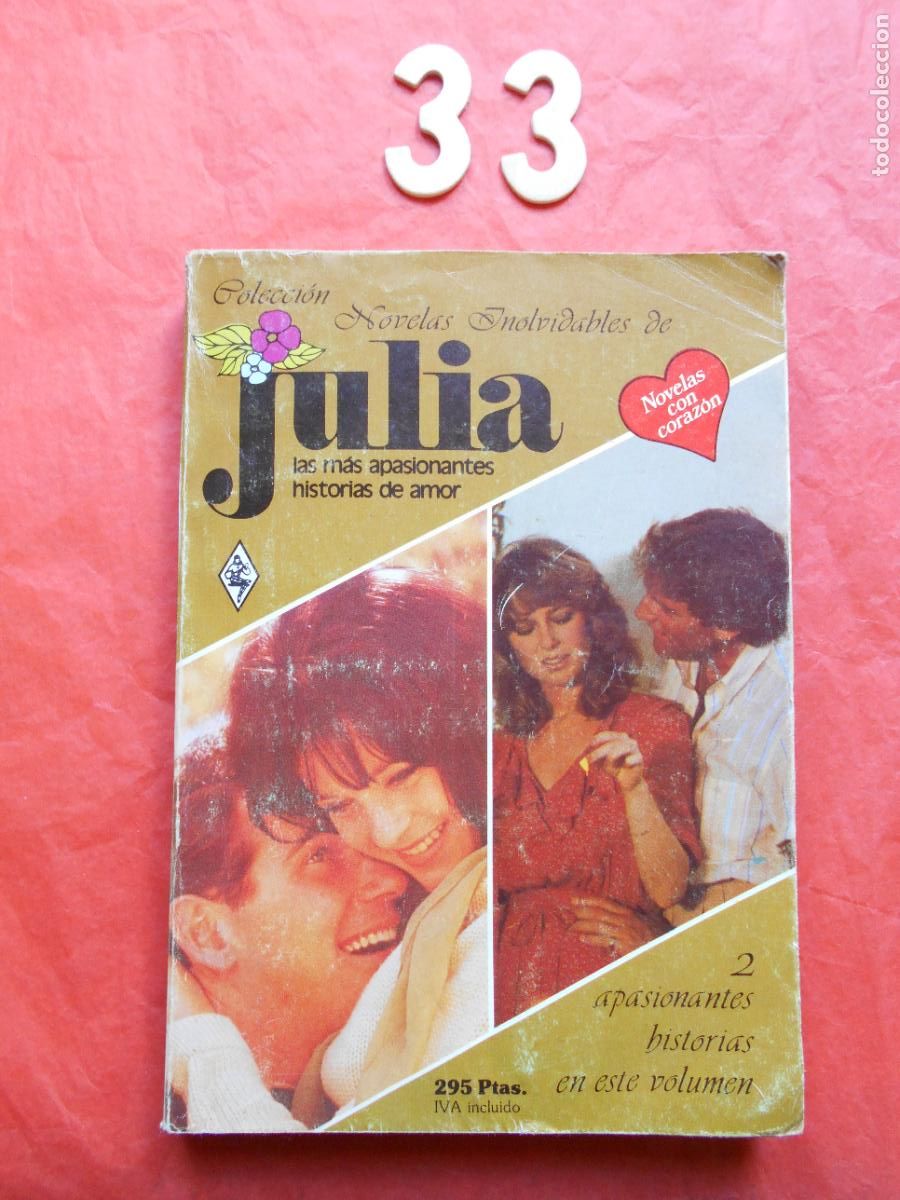 33
Colección
Novelas Inolvidables de
Julia
las más apasionantes
historias de amor
Novelas
con
corazón
2
apasionantes
historias
en este volumen
295 Ptas.
IVA incluido
todocoleccion